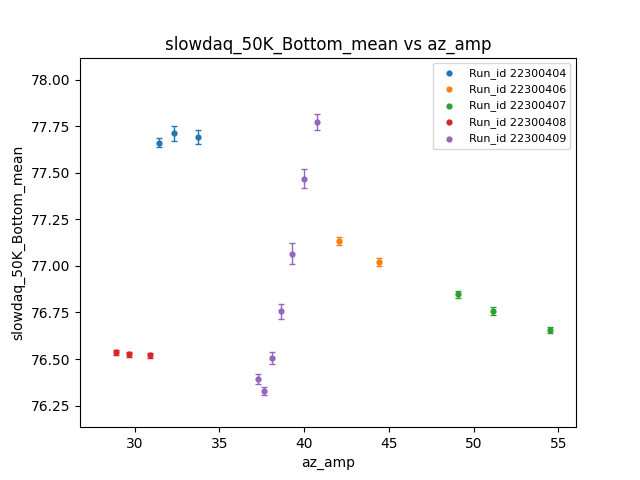 slowdaq_50K_Bottom_mean vs az_amp
Run_id 22300404
Run_id 22300406
Run_id 22300407
Run_id 22300408
Run_id 22300409
slowdaq_50K_Bottom_mean
78.00
77.75
77.50
77.25
77.00
76.75
76.50
76.25
30
35
40
45
50
55
az_amp